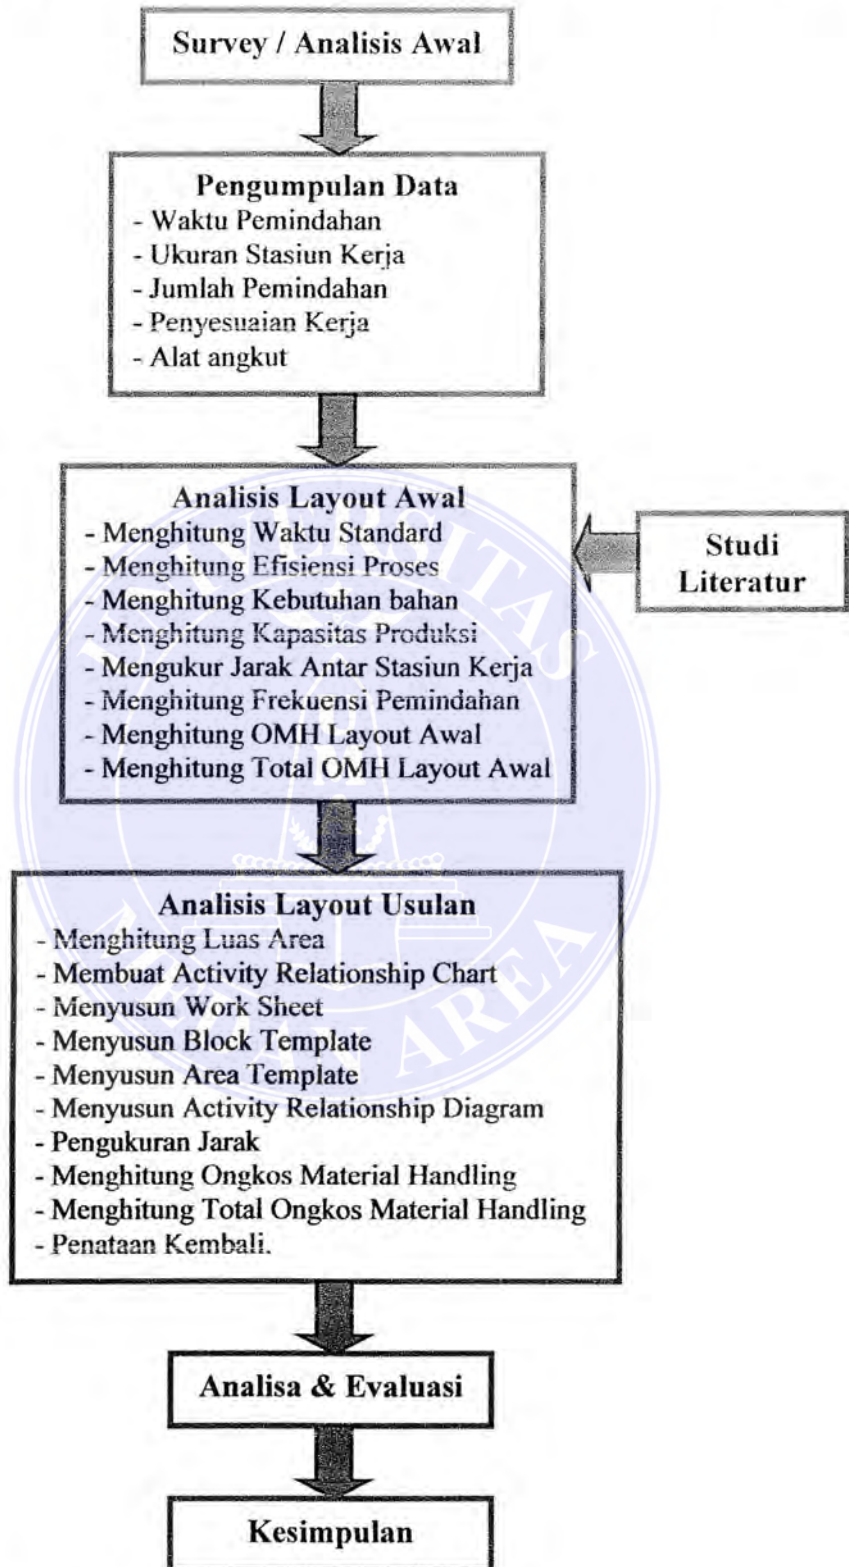 Survey / Analisis Awal
Pengumpulan Data
- Waktu Pemindahan
- Ukuran Stasiun Kerja
- Jumlah Pemindahan
- Penyesuaian Kerja
- Alat angkut
Analisis Layout Awal
- Menghitung Waktu Standard
- Menghitung Efisiensi Proses
- Menghitung Kebutuhan bahan
- Menghitung Kapasitas Produksi
- Mengukur Jarak Antar Stasiun Kerja
- Menghitung Frekuensi Pemindahan
- Menghitung OMH Layout Awal
- Menghitung Total OMH Layout Awal
Studi
Literatur
Analisis Layout Usulan
- Menghitung Luas Area
- Membuat Activity Relationship Chart
- Menyusun Work Sheet
- Menyusun Block Template
- Menyusun Area Template
- Menyusun Activity Relationship Diagram
- Pengukuran Jarak
- Menghitung Ongkos Material Handling
- Menghitung Total Ongkos Material Handling
- Penataan Kembali.
Analisa & Evaluasi
Kesimpulan
UNIVERSITAS
MEDAN AREA